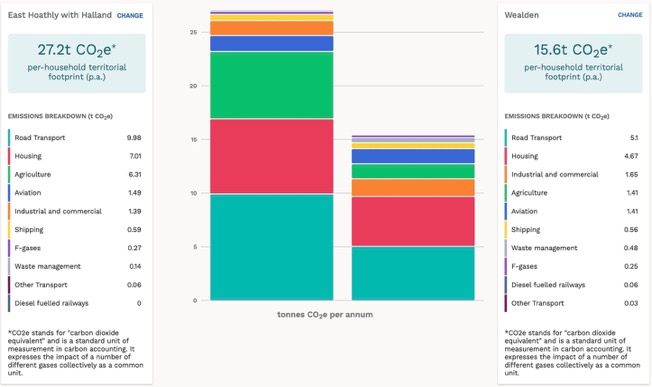 East Hoathly with Halland CHANGE
27.2t CO2e*
per-household territorial
footprint (p.a.)
EMISSIONS BREAKDOWN (t CO2e)
Road Transport 9.98
Housing 7.01
Agriculture 6.31
Aviation 1.49
Industrial and commercial 1.39
Shipping 0.59
F-gases 0.27
Waste management 0.14
Other Transport 0.06
Diesel fuelled railways 0
*CO2e stands for "carbon dioxide
equivalent" and is a standard unit of
measurement in carbon accounting. It
expresses the impact of a number of
different gases collectively as a common
unit.
25
20
15
10
5
0
tonnes CO2e per annum
Wealden CHANGE
15.6t CO2e*
per-household territorial
footprint (p.a.)
EMISSIONS BREAKDOWN (t CO2e)
Road Transport 5.1
Housing 4.67
Industrial and commercial 1.65
Agriculture 1.41
Aviation 1.41
Shipping 0.56
Waste management 0.48
F-gases 0.25
Diesel fuelled railways 0.06
Other Transport 0.03
*CO2e stands for "carbon dioxide
equivalent" and is a standard unit of
measurement in carbon accounting. It
expresses the impact of a number of
different gases collectively as a common
unit.